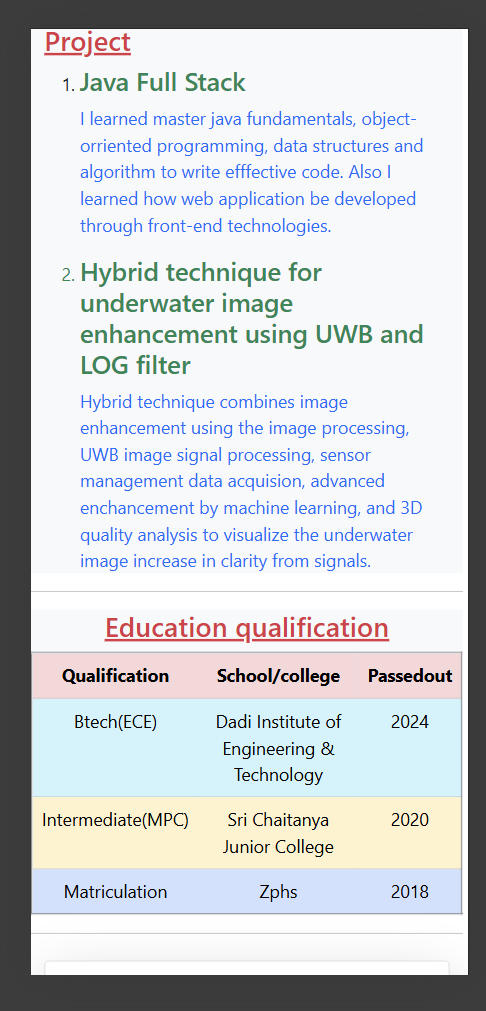 Project
1. Java Full Stack
I learned master java fundamentals, object-
orriented programming, data structures and
algorithm to write efffective code. Also I
learned how web application be developed
through front-end technologies.
2. Hybrid technique for
underwater image
enhancement using UWB and
LOG filter
Hybrid technique combines image
enhancement using the image processing,
UWB image signal processing, sensor
management data acquision, advanced
enchancement by machine learning, and 3D
quality analysis to visualize the underwater
image increase in clarity from signals.
Education qualification
Qualification School/college Passedout
Btech(ECE) Dadi Institute of 2024
Engineering &
Technology
Intermediate(MPC) Sri Chaitanya 2020
Junior College
Matriculation Zphs 2018